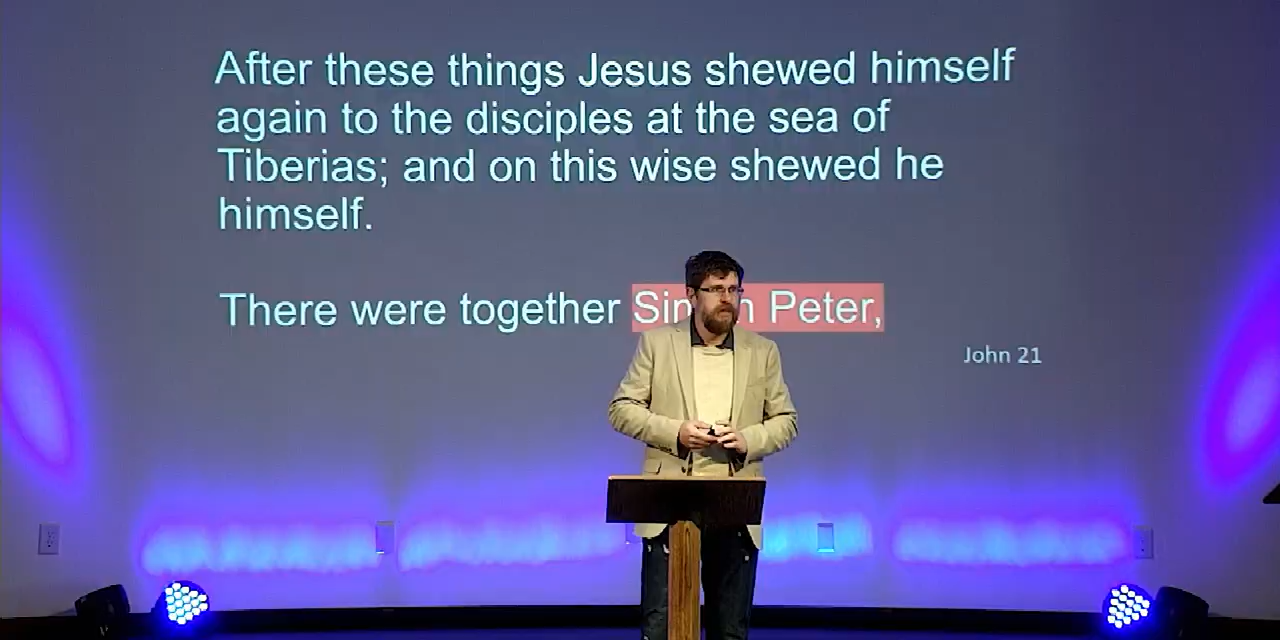 After these things Jesus shewed himself
again to the disciples at the sea of
Tiberias; and on this wise shewed he
himself.
There were together Simon Peter,
John 21